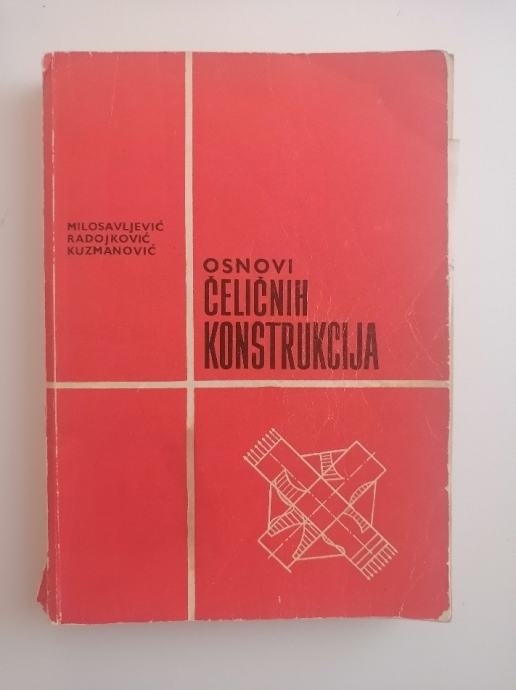 MILOSAVLJEVIĆ
RADOJKOVIĆ
KUZMANOVIĆ
OSNOVI
ČELIČNIH
KONSTRUKCIJA